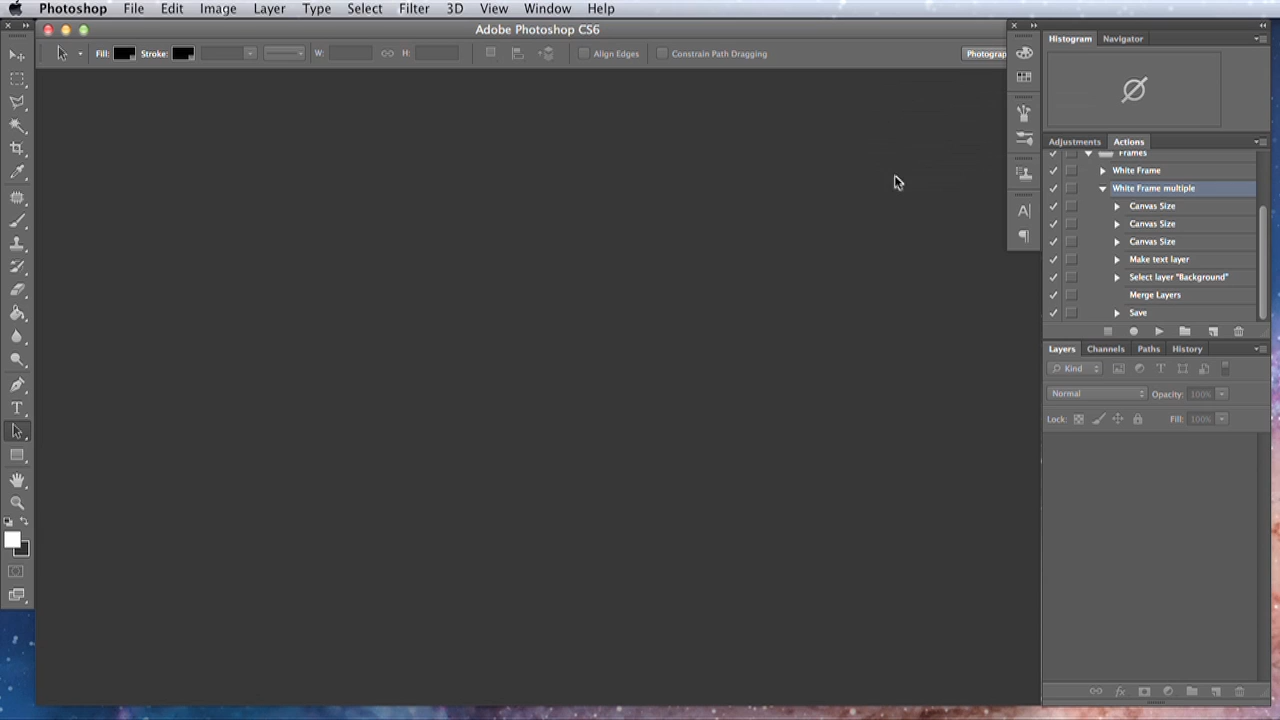 Photoshop File Edit Image Layer Type Select Filter 3D View Window Help
Adobe Photoshop CS6
Fill: Stroke: W: H: Align Edges Constrain Path Dragging Photograp
Histogram Navigator
Adjustments Actions
Frames
White Frame
White Frame multiple
Canvas Size
Canvas Size
Canvas Size
Make text layer
Select layer "Background"
Merge Layers
Save
Layers Channels Paths History
Kind
Normal Opacity: 100%
Lock: Fill: 100%